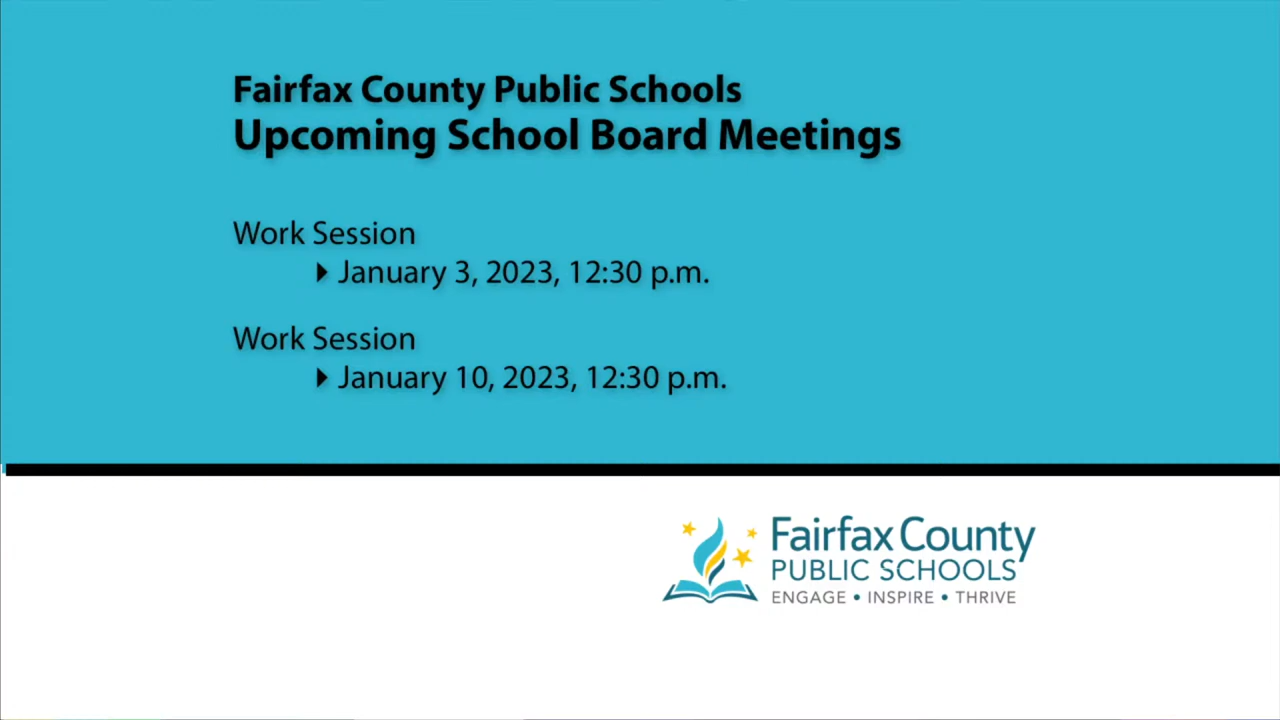 Fairfax County Public Schools
Upcoming School Board Meetings
Work Session
January 3, 2023, 12:30 p.m.
Work Session
January 10, 2023, 12:30 p.m.
Fairfax County
PUBLIC SCHOOLS
ENGAGE • INSPIRE • THRIVE